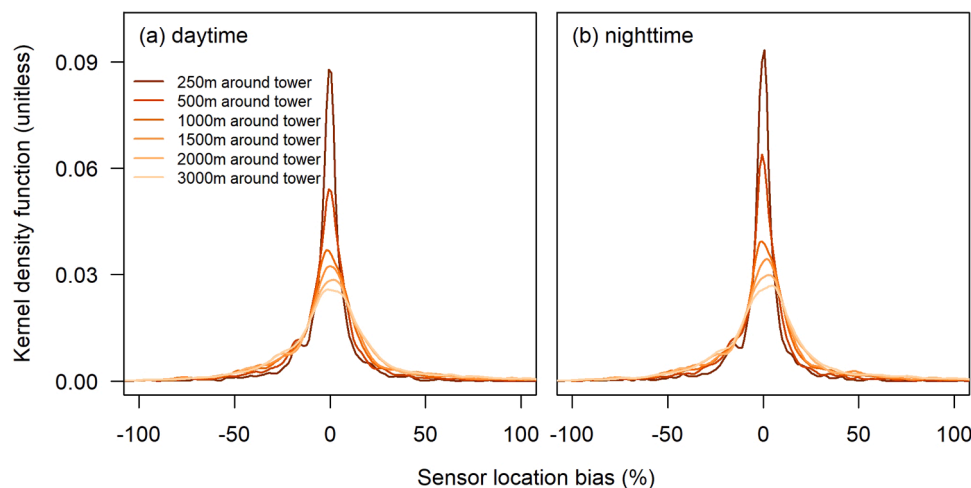 (a) daytime
(b) nighttime
250m around tower
500m around tower
1000m around tower
1500m around tower
2000m around tower
3000m around tower
Kernel density function (unitless)
0.09
0.06
0.03
0.00
-100 -50 0 50 100
-100 -50 0 50 100
Sensor location bias (%)